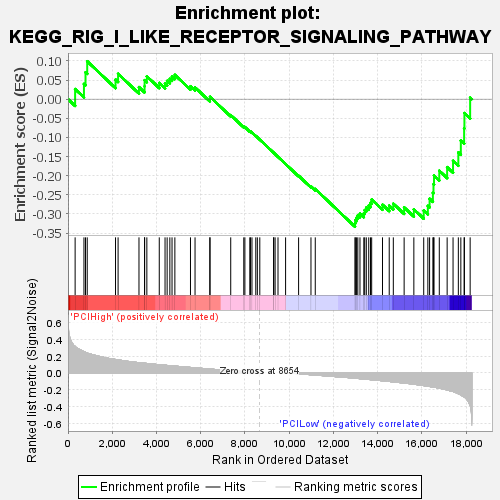 Enrichment plot:
KEGG_RIG_I_LIKE_RECEPTOR_SIGNALING_PATHWAY
Enrichment score (ES)
0.10
0.05
0.00
-0.05
-0.10
-0.15
-0.20
-0.25
-0.30
-0.35
Ranked list metric (Signal2Noise)
0.6
0.4
0.2
0.0
-0.2
-0.4
-0.6
'PCIHigh' (positively correlated)
Zero cross at 8654
'PCILow' (negatively correlated)
0
2,000
4,000
6,000
8,000
10,000
12,000
14,000
16,000
18,000
Rank in Ordered Dataset
Enrichment profile
Hits
Ranking metric scores